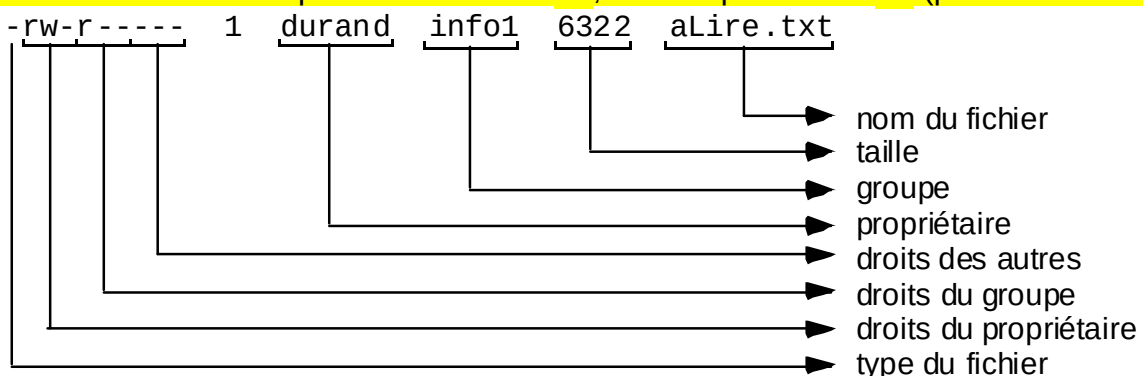 -rw-r----- 1 durand info1 6322 aLire.txt
nom du fichier
taille
groupe
propriétaire
droits des autres
droits du groupe
droits du propriétaire
type du fichier